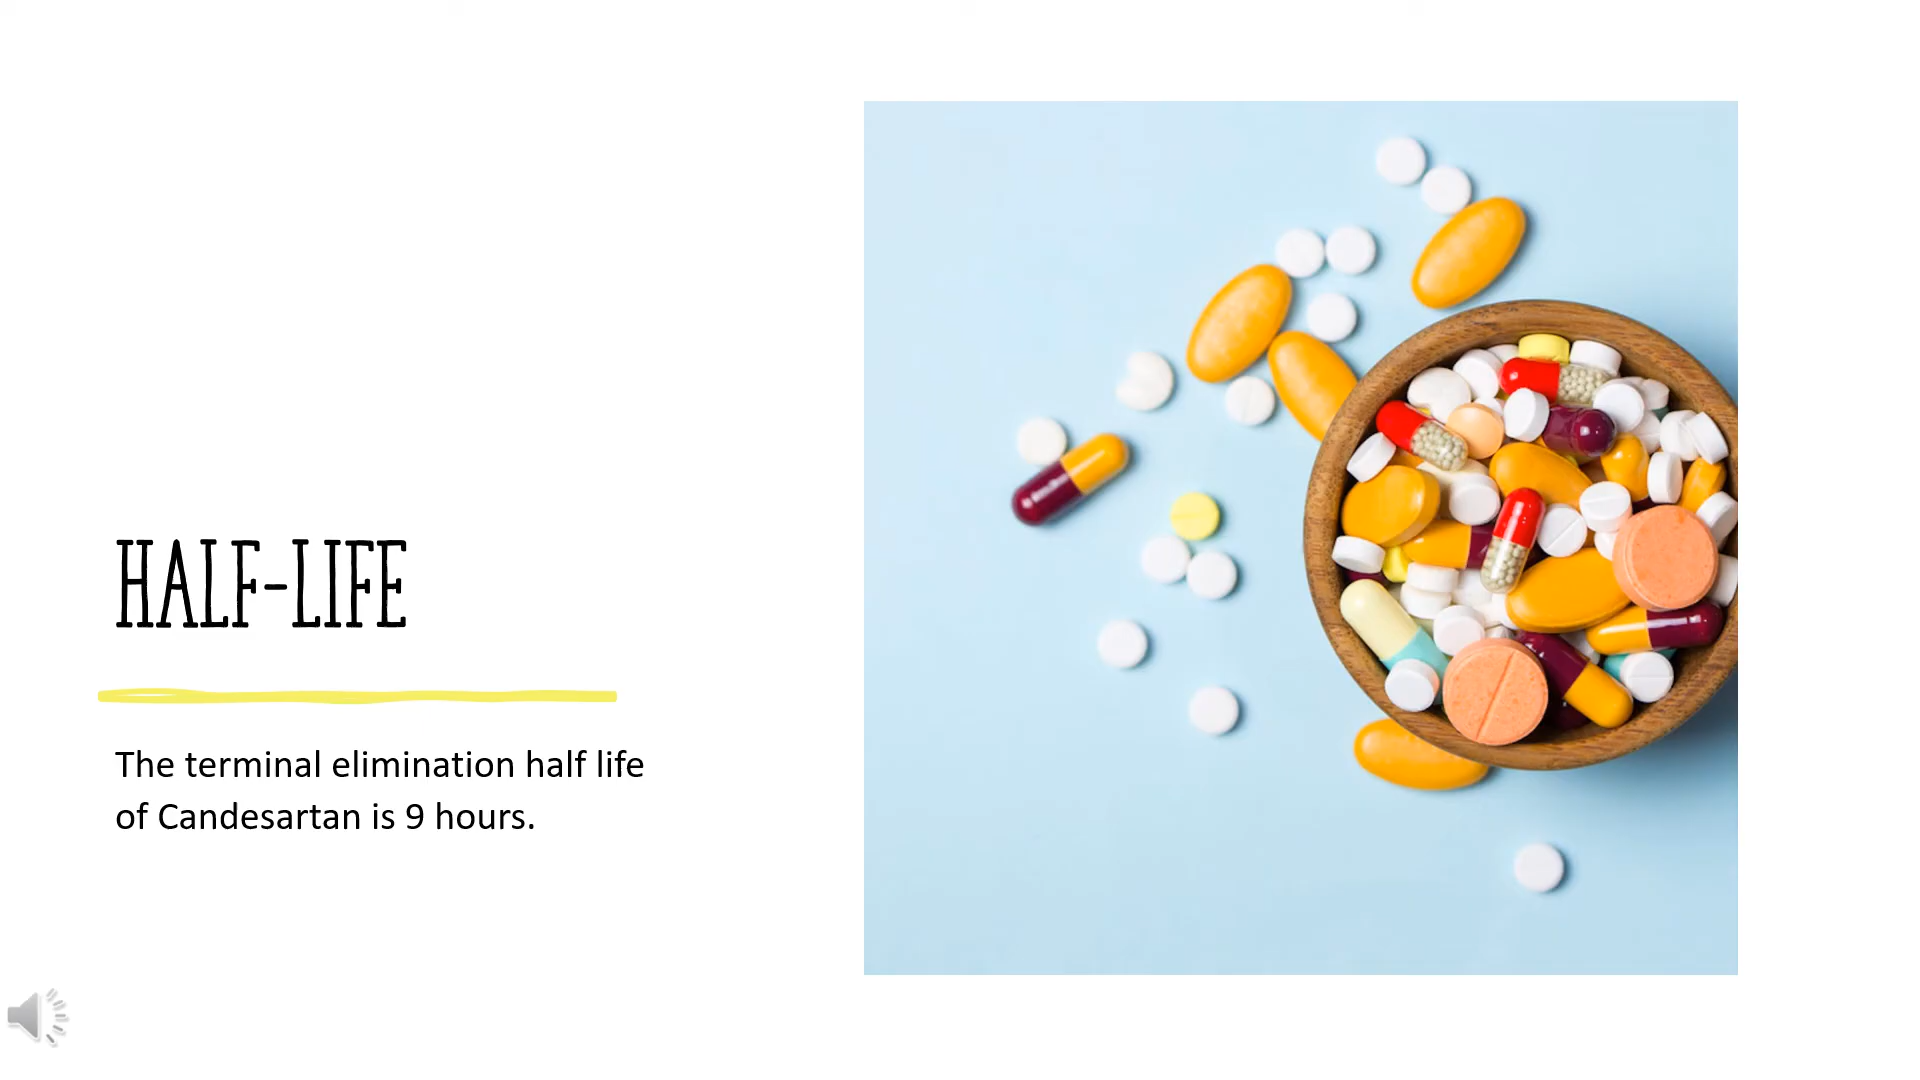 HALF-LIFE
The terminal elimination half life
of Candesartan is 9 hours.